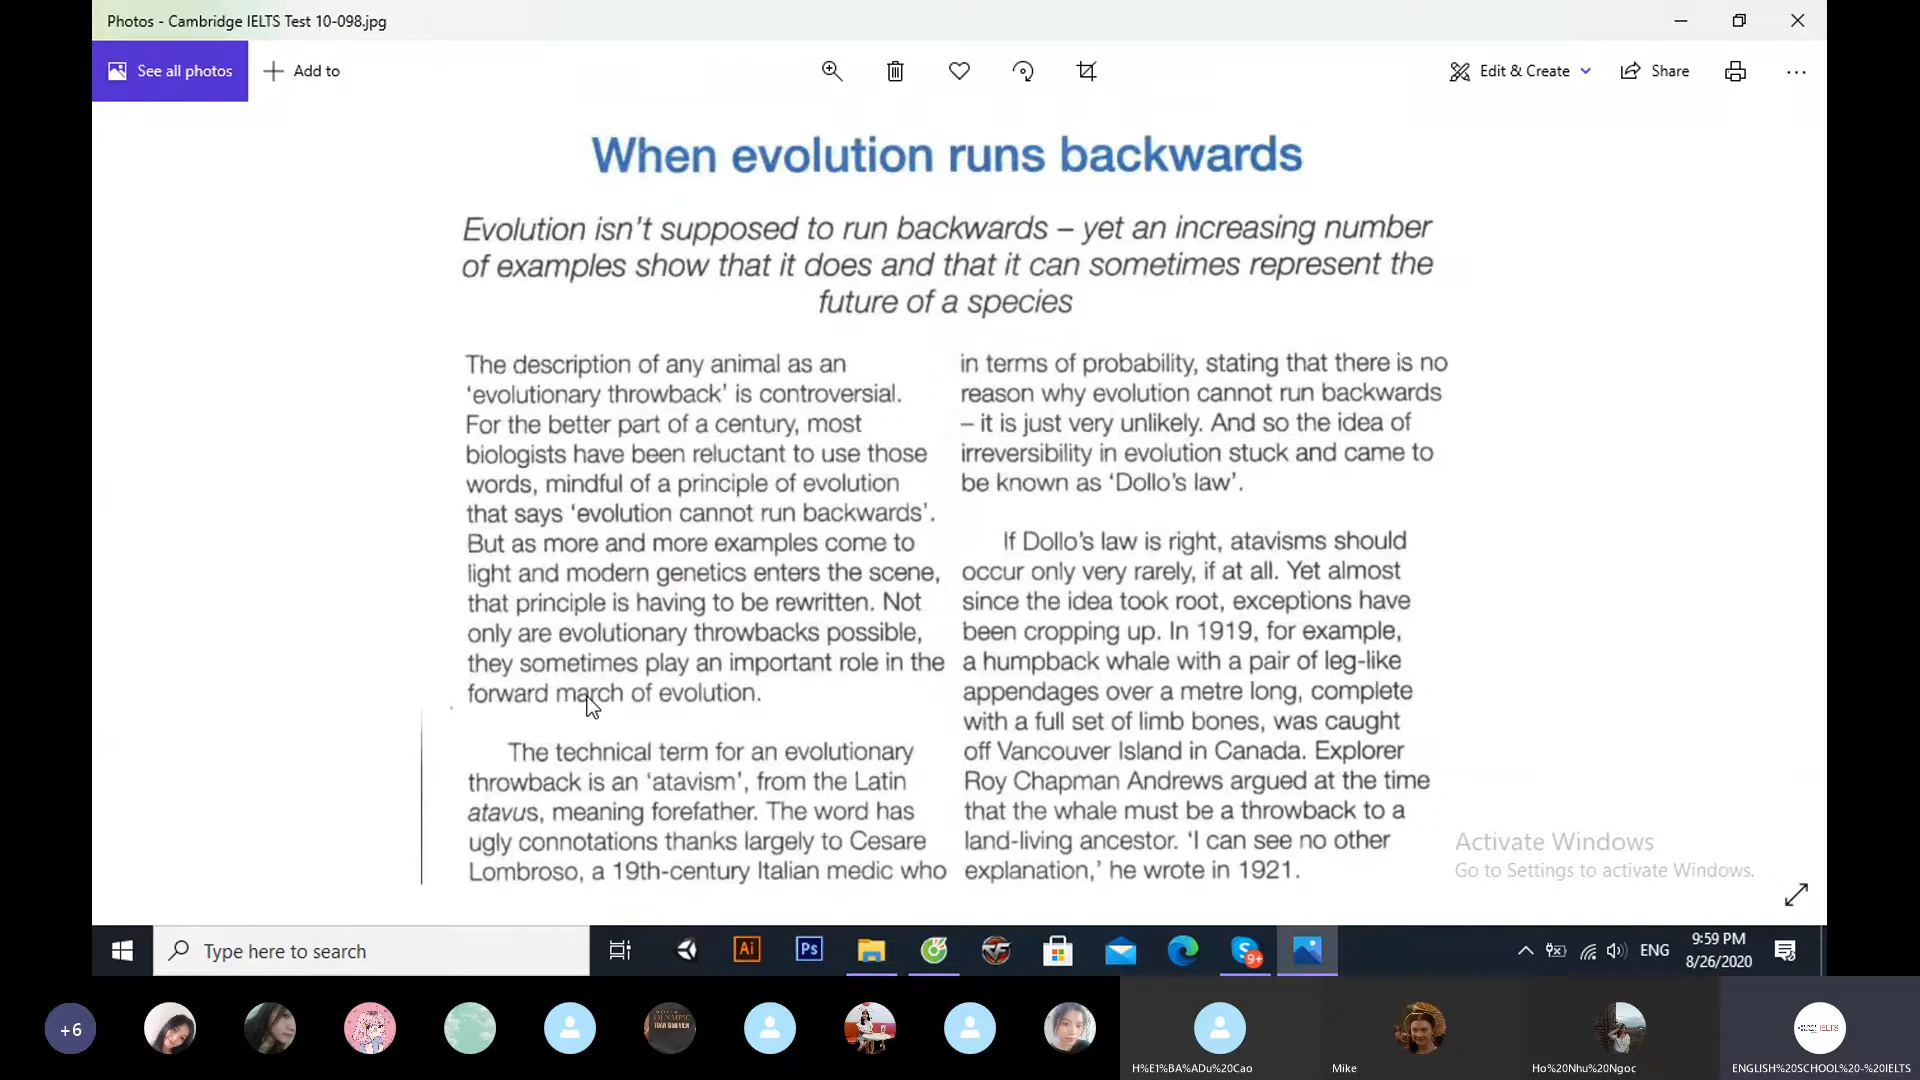 Photos - Cambridge IELTS Test 10-098.jpg
See all photos
Add to
Edit & Create
Share
When evolution runs backwards
Evolution isn't supposed to run backwards – yet an increasing number
of examples show that it does and that it can sometimes represent the
future of a species
The description of any animal as an
'evolutionary throwback' is controversial.
For the better part of a century, most
biologists have been reluctant to use those
words, mindful of a principle of evolution
that says 'evolution cannot run backwards'.
But as more and more examples come to
light and modern genetics enters the scene,
that principle is having to be rewritten. Not
only are evolutionary throwbacks possible,
they sometimes play an important role in the
forward march of evolution.
The technical term for an evolutionary
throwback is an 'atavism', from the Latin
atavus, meaning forefather. The word has
ugly connotations thanks largely to Cesare
Lombroso, a 19th-century Italian medic who
in terms of probability, stating that there is no
reason why evolution cannot run backwards
– it is just very unlikely. And so the idea of
irreversibility in evolution stuck and came to
be known as 'Dollo's law'.
If Dollo's law is right, atavisms should
occur only very rarely, if at all. Yet almost
since the idea took root, exceptions have
been cropping up. In 1919, for example,
a humpback whale with a pair of leg-like
appendages over a metre long, complete
with a full set of limb bones, was caught
off Vancouver Island in Canada. Explorer
Roy Chapman Andrews argued at the time
that the whale must be a throwback to a
land-living ancestor. 'I can see no other
explanation,' he wrote in 1921.
Activate Windows
Go to Settings to activate Windows.
Type here to search
Ai
Ps
S
9+
ENG
9:59 PM
8/26/2020
+6
H%E1%BA%ADu%20Cao
Mike
Ho%20Nhu%20Ngoc
ENGLISH%20SCHOOL%20-%20IELTS